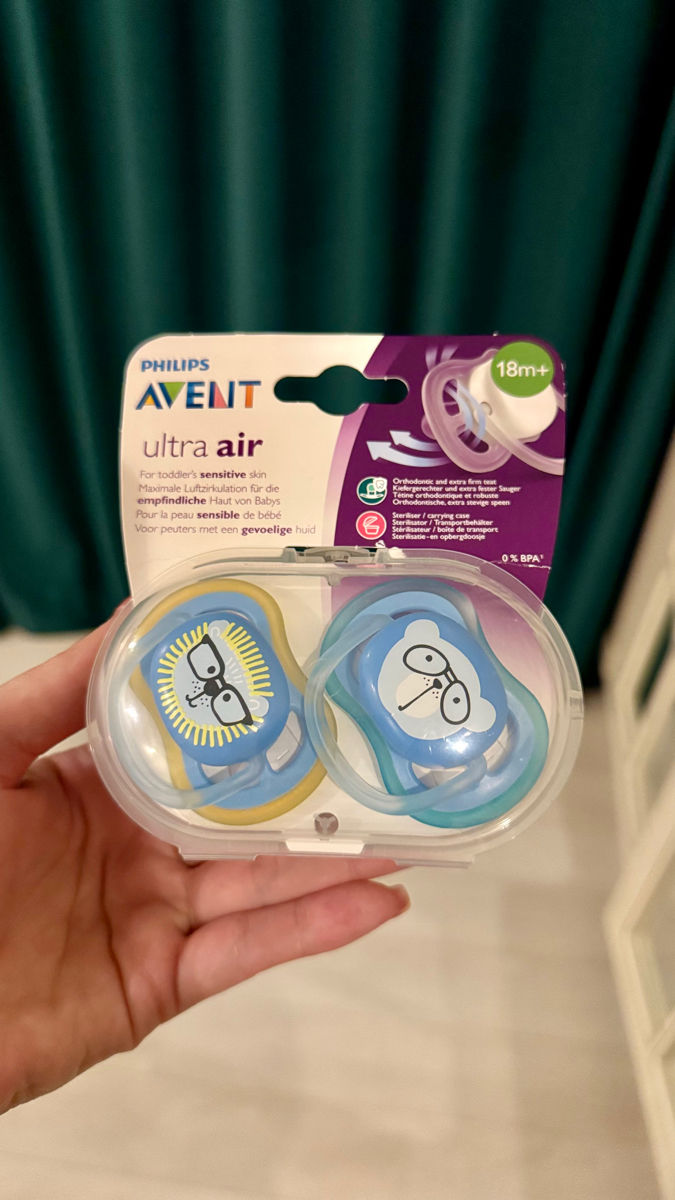 PHILIPS
AVENT
18m+
ultra air
For toddler's sensitive skin
Maximale Luftzirkulation für die
empfindliche Haut von Babys
Pour la peau sensible de bébé
Voor peuters met een gevoelige huid
Orthodontic and extra firm teat
Kiefergerechter und extra fester Sauger
Tétine orthodontique et robuste
Orthodontische, extra stevige speen
Steriliser / carrying case
Sterilisator / Transportbehälter
Stérilisateur / boîte de transport
Sterilisatie- en opbergdoosje
0 % BPA¹